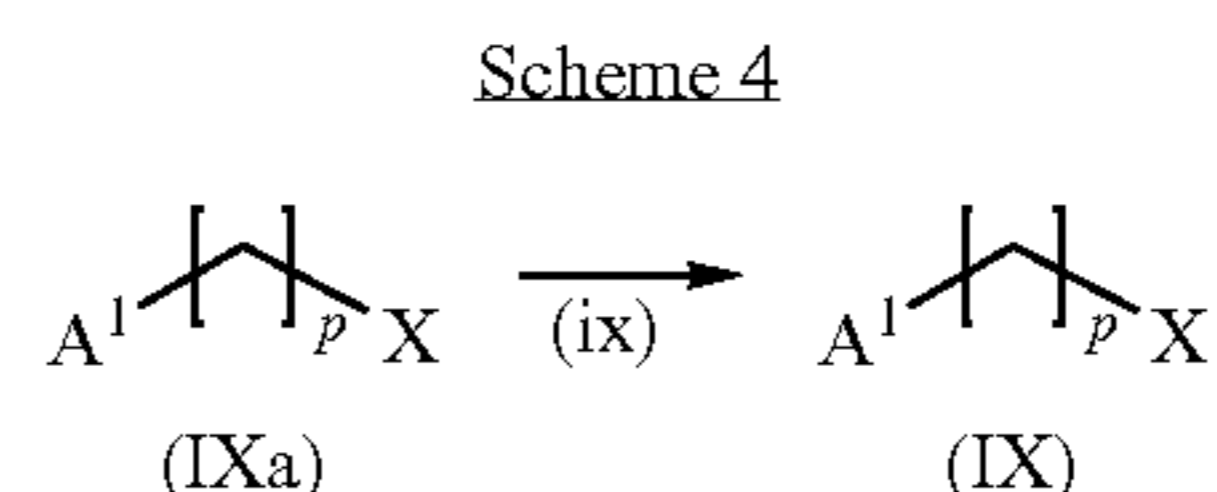 Scheme 4
A¹ [ ]p X (ix) A¹ [ ]p X
(IXa) (IX)